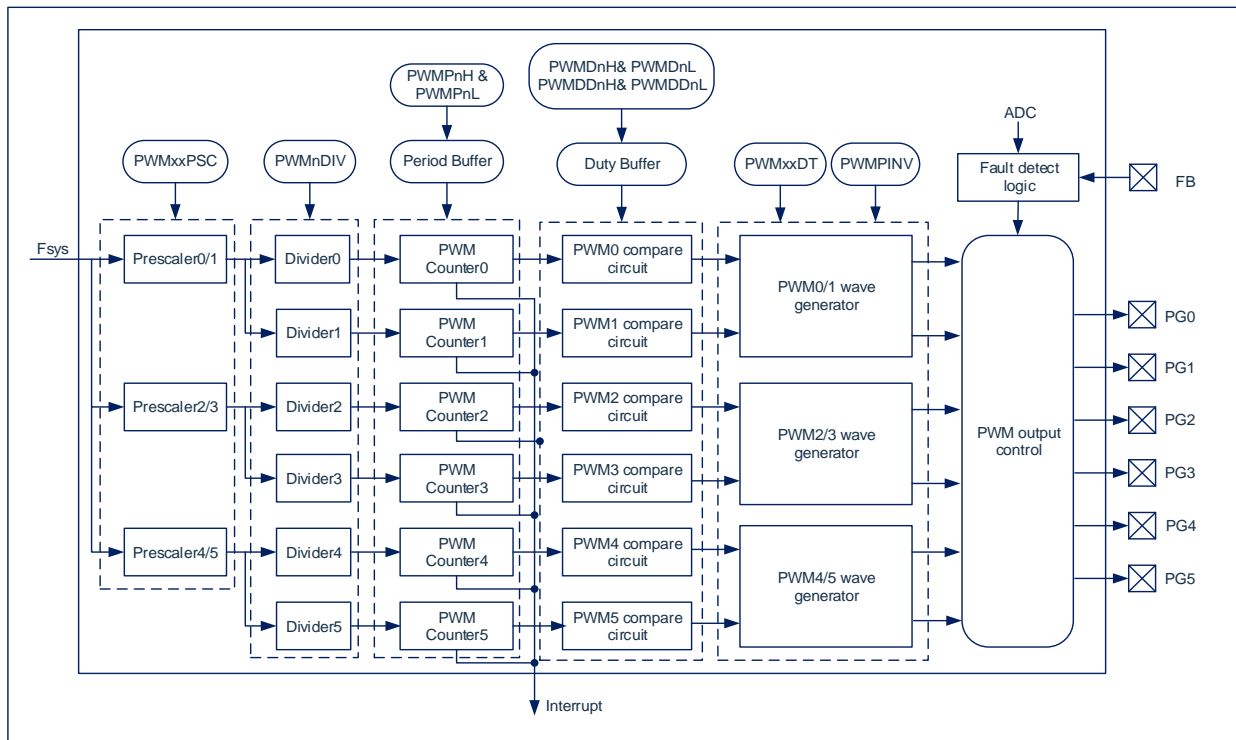 PWMPnH &
PWMPnL
PWMDnH& PWMDnL
PWMDDnH& PWMDDnL
ADC
PWMxxPSC
PWMnDIV
Period Buffer
Duty Buffer
PWMxxDT
PWMPINV
Fault detect
logic
FB
Fsys
Prescaler0/1
Divider0
PWM
Counter0
PWM0 compare
circuit
PWM0/1 wave
generator
Divider1
PWM
Counter1
PWM1 compare
circuit
PG0
PG1
Prescaler2/3
Divider2
PWM
Counter2
PWM2 compare
circuit
PWM2/3 wave
generator
PWM output
control
PG2
Divider3
PWM
Counter3
PWM3 compare
circuit
PG3
Prescaler4/5
Divider4
PWM
Counter4
PWM4 compare
circuit
PWM4/5 wave
generator
PG4
PG5
Divider5
PWM
Counter5
PWM5 compare
circuit
Interrupt